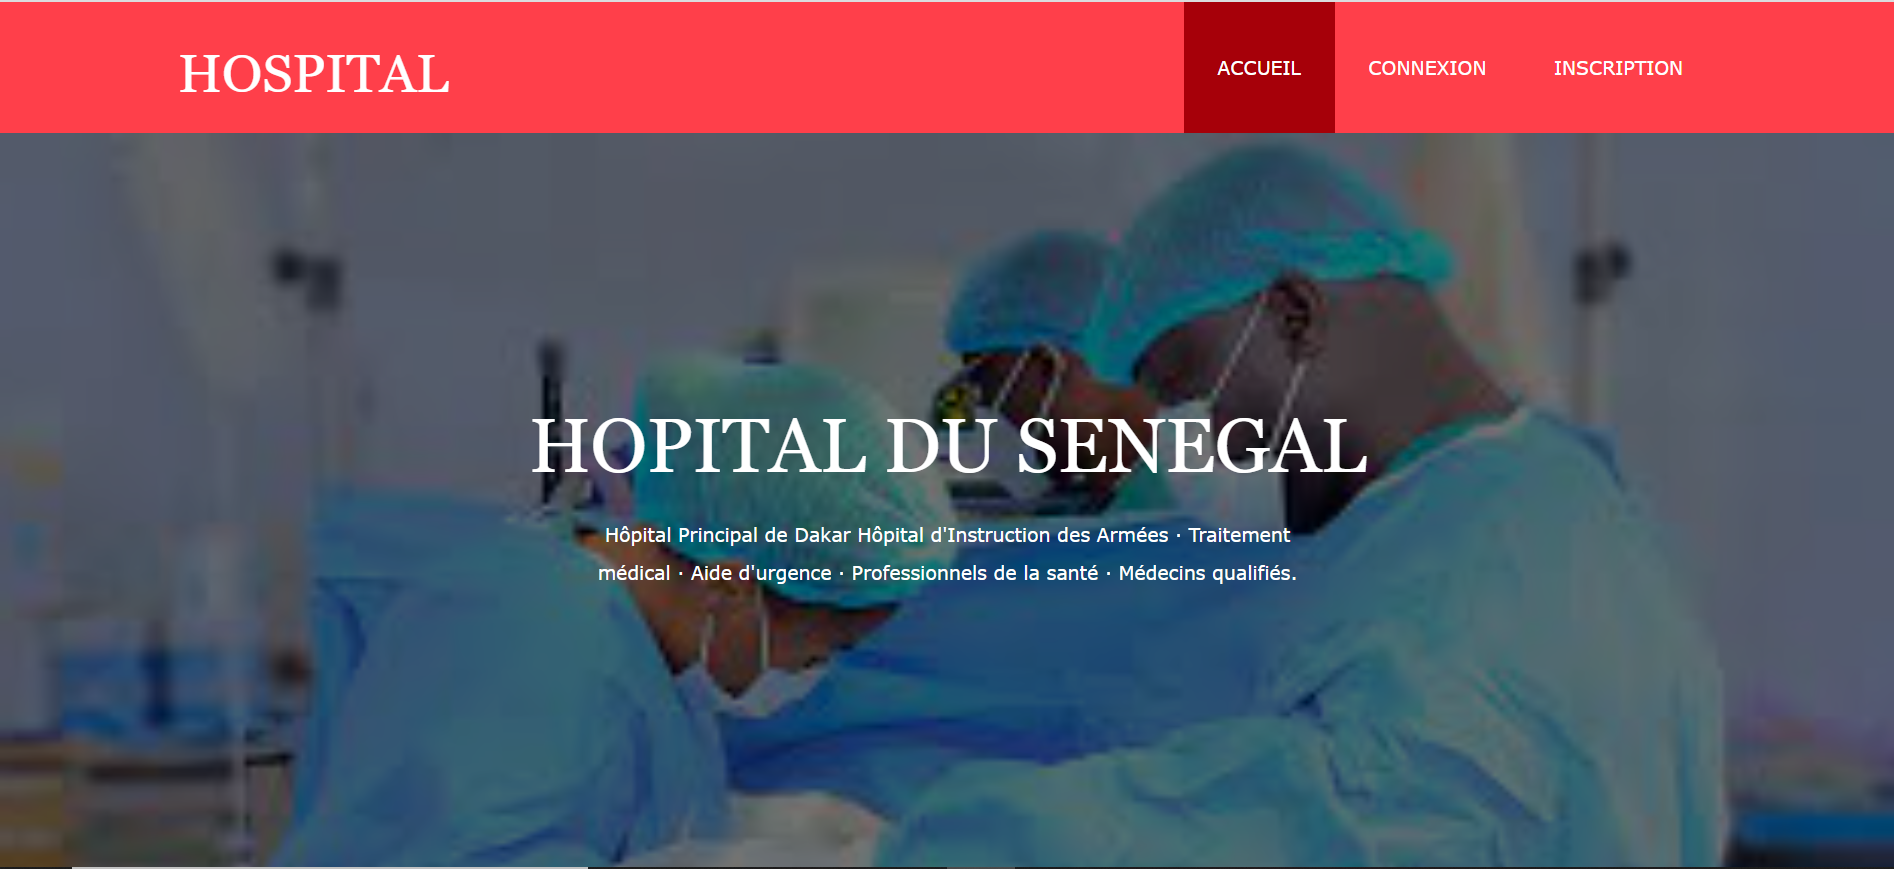 HOSPITAL
ACCUEIL CONNEXION INSCRIPTION
HOPITAL DU SENEGAL
Hôpital Principal de Dakar Hôpital d'Instruction des Armées · Traitement
médical · Aide d'urgence · Professionnels de la santé · Médecins qualifiés.